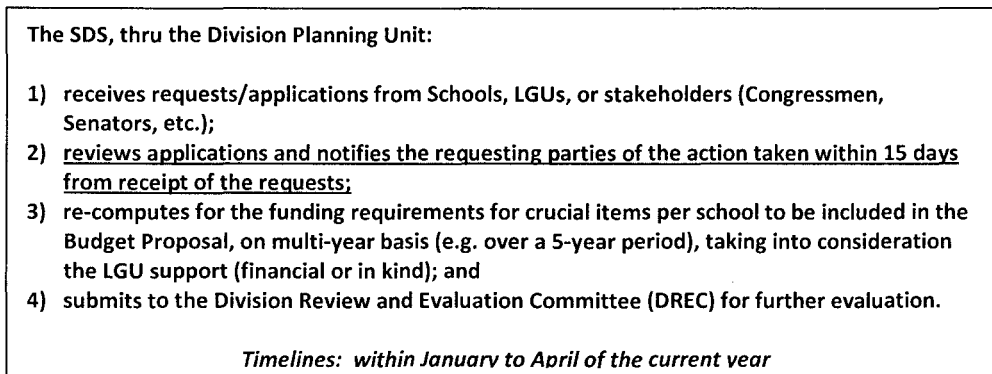 The SDS, thru the Division Planning Unit:
1) receives requests/applications from Schools, LGUs, or stakeholders (Congressmen,
Senators, etc.);
2) reviews applications and notifies the requesting parties of the action taken within 15 days
from receipt of the requests;
3) re-computes for the funding requirements for crucial items per school to be included in the
Budget Proposal, on multi-year basis (e.g. over a 5-year period), taking into consideration
the LGU support (financial or in kind); and
4) submits to the Division Review and Evaluation Committee (DREC) for further evaluation.
Timelines: within January to April of the current year